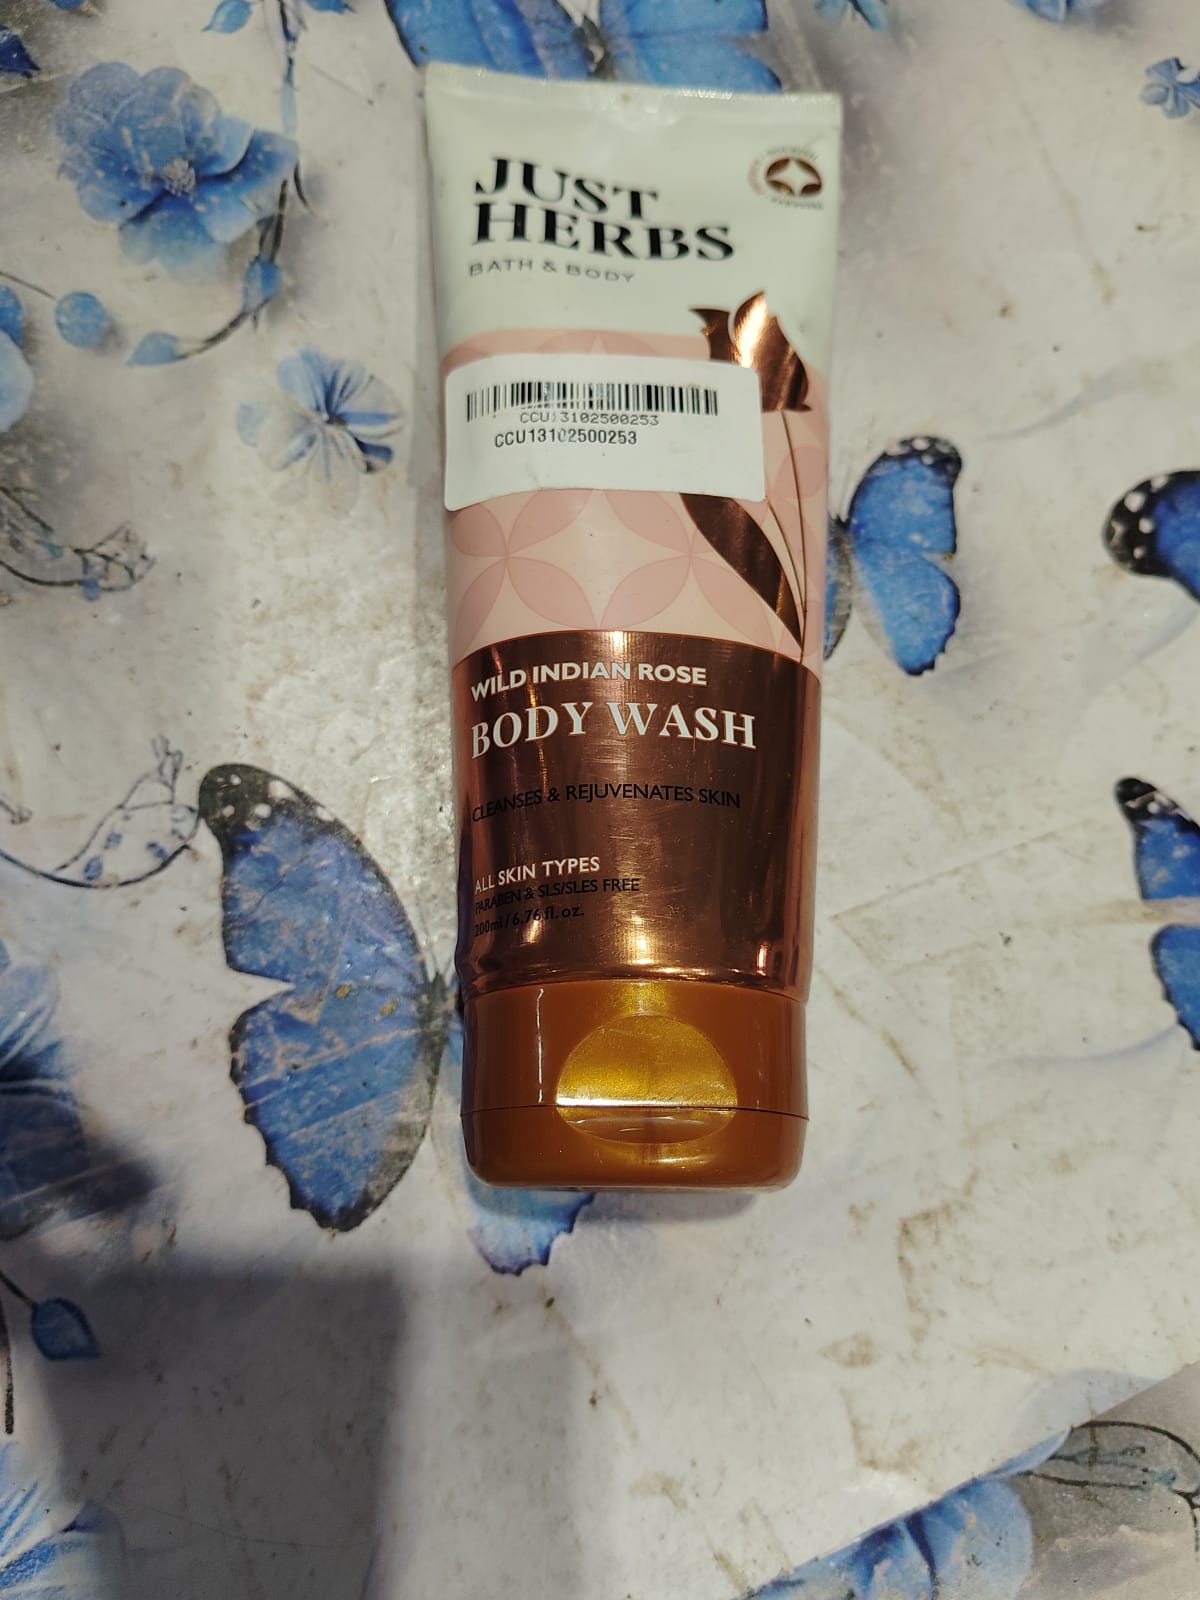 JUST
HERBS
BATH & BODY
CCU13102500253
CCU13102500253
WILD INDIAN ROSE
BODY WASH
CLEANSES & REJUVENATES SKIN
ALL SKIN TYPES
PARABEN & SLS/SLES FREE
200ml / 6.76 fl. oz.